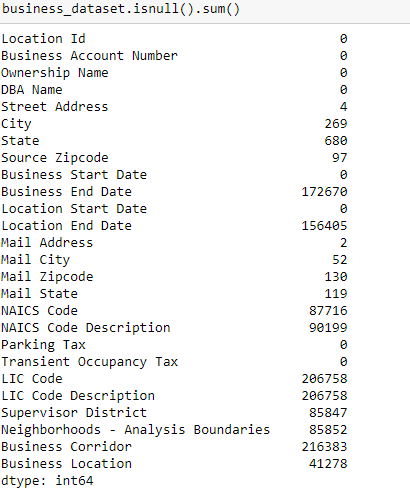 business_dataset.isnull().sum()
Location Id 0
Business Account Number 0
Ownership Name 0
DBA Name 0
Street Address 4
City 269
State 680
Source Zipcode 97
Business Start Date 0
Business End Date 172670
Location Start Date 0
Location End Date 156405
Mail Address 2
Mail City 52
Mail Zipcode 130
Mail State 119
NAICS Code 87716
NAICS Code Description 90199
Parking Tax 0
Transient Occupancy Tax 0
LIC Code 206758
LIC Code Description 206758
Supervisor District 85847
Neighborhoods - Analysis Boundaries 85852
Business Corridor 216383
Business Location 41278
dtype: int64